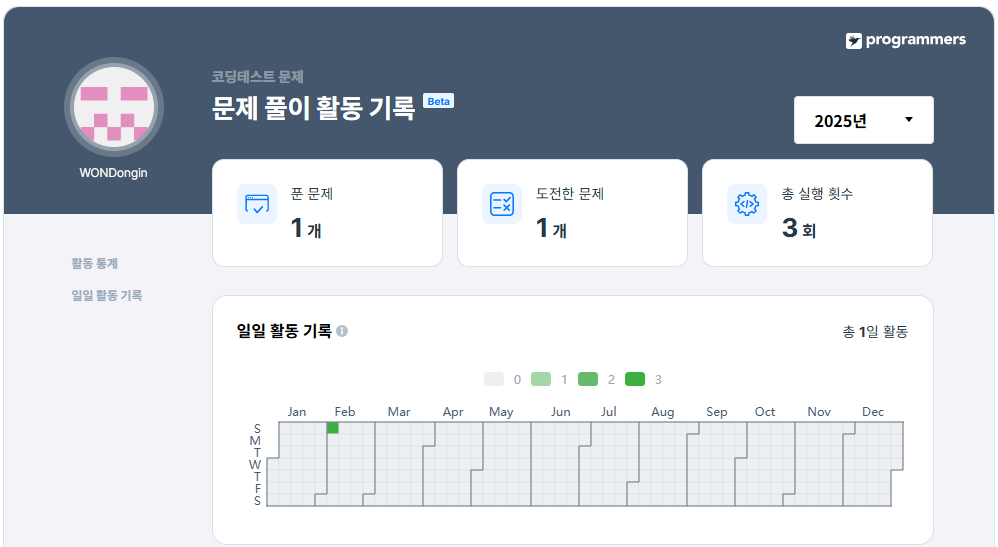 programmers
코딩테스트 문제
문제 풀이 활동 기록 Beta
2025년
WONDongin
푼 문제
1 개
도전한 문제
1 개
총 실행 횟수
3 회
활동 통계
일일 활동 기록
일일 활동 기록
총 1일 활동
0 1 2 3
Jan Feb Mar Apr May Jun Jul Aug Sep Oct Nov Dec
S
M
T
W
T
F
S